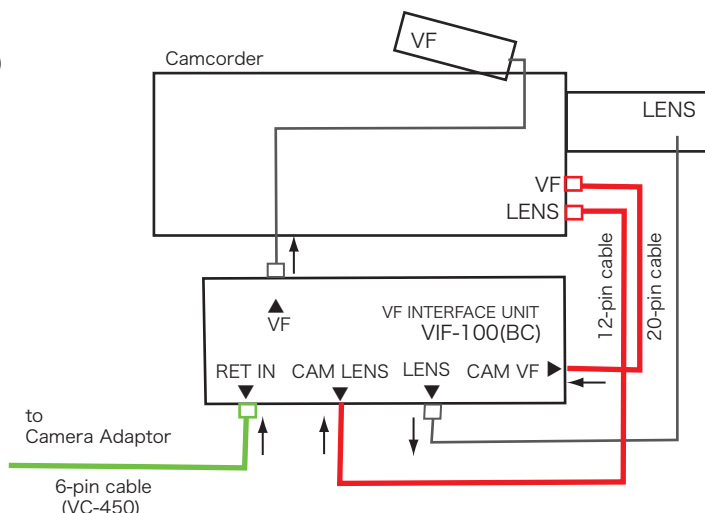 )
VF
Camcorder
LENS
VF
LENS
12-pin cable
20-pin cable
VF
VF INTERFACE UNIT
VIF-100(BC)
RET IN
CAM LENS
LENS
CAM VF
to
Camera Adaptor
6-pin cable
(VC-450)